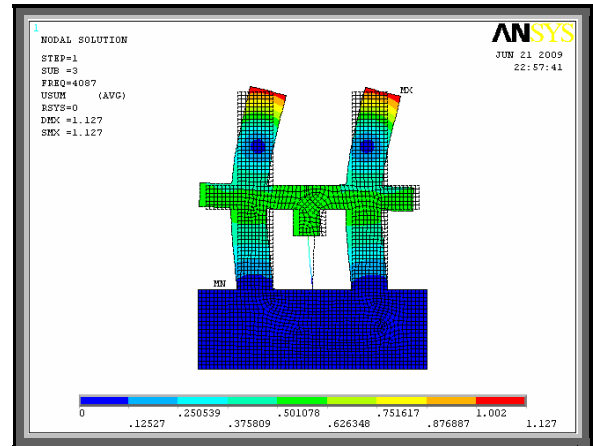 1
NODAL SOLUTION
ANSYS
STEP=1
SUB =3
FREQ=4087
USUM (AVG)
RSYS=0
DMX =1.127
SMX =1.127
JUN 21 2009
22:57:41
MX
MN
0 .12527 .250539 .375809 .501078 .626348 .751617 .876887 1.002 1.127